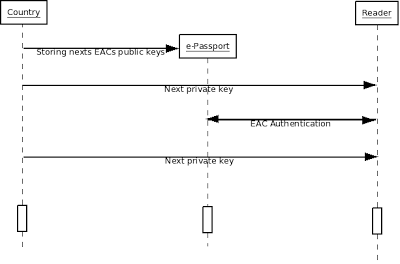 Country
Reader
e-Passport
Storing nexts EACs public keys
Next private key
EAC Authentication
Next private key